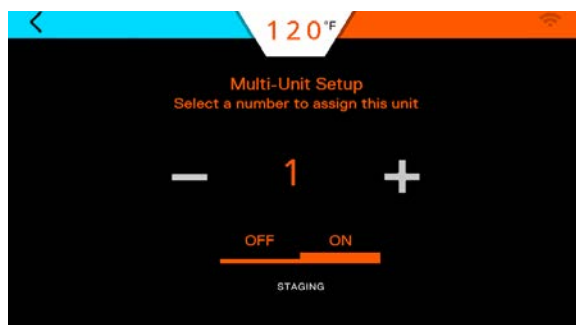 120°F
Multi-Unit Setup
Select a number to assign this unit
1
OFF ON
STAGING